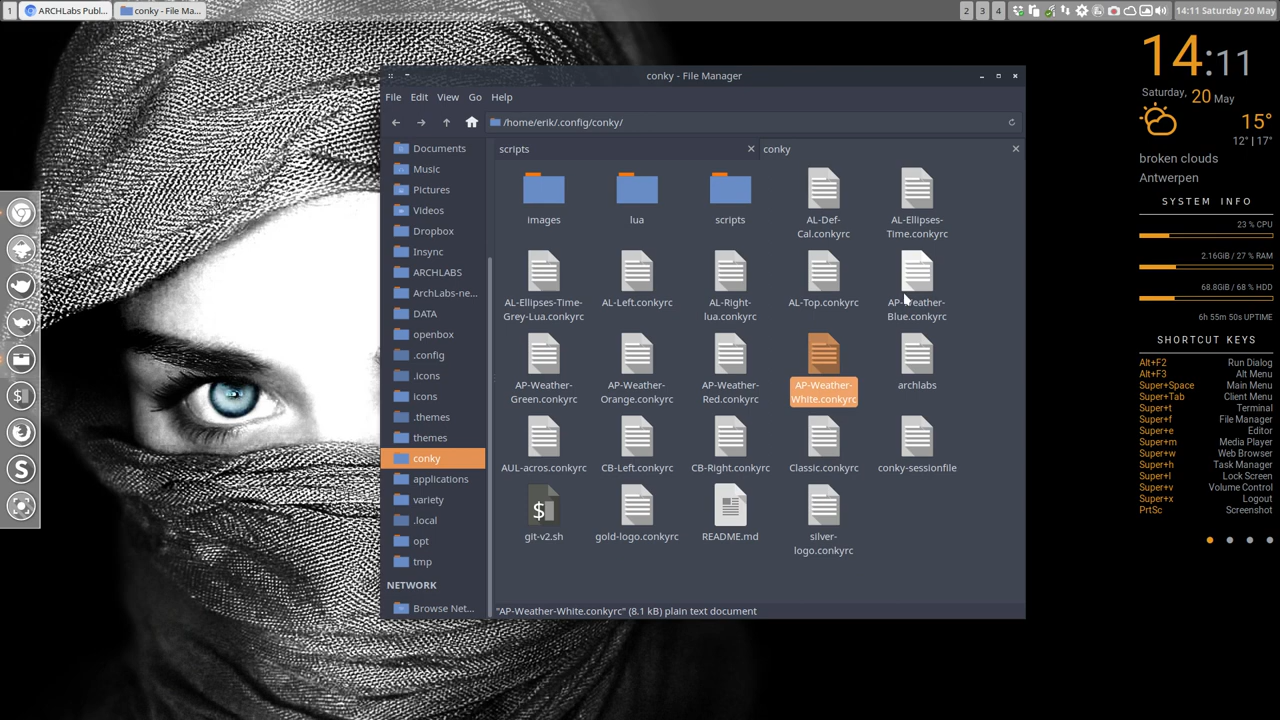 1
ARCHLabs Publ...
conky - File Ma...
2
3
4
14:11 Saturday 20 May
conky - File Manager
File
Edit
View
Go
Help
/home/erik/.config/conky/
scripts
conky
Documents
Music
Pictures
Videos
Dropbox
Insync
ARCHLABS
ArchLabs-ne...
DATA
openbox
.config
.icons
icons
.themes
themes
conky
applications
variety
.local
opt
tmp
NETWORK
Browse Net...
images
lua
scripts
AL-Def-
Cal.conkyrc
AL-Ellipses-
Time.conkyrc
AL-Ellipses-Time-
Grey-Lua.conkyrc
AL-Left.conkyrc
AL-Right-
lua.conkyrc
AL-Top.conkyrc
AP-Weather-
Blue.conkyrc
AP-Weather-
Green.conkyrc
AP-Weather-
Orange.conkyrc
AP-Weather-
Red.conkyrc
AP-Weather-
White.conkyrc
archlabs
AUL-acros.conkyrc
CB-Left.conkyrc
CB-Right.conkyrc
Classic.conkyrc
conky-sessionfile
$
git-v2.sh
gold-logo.conkyrc
README.md
silver-
logo.conkyrc
"AP-Weather-White.conkyrc" (8.1 kB) plain text document
14:11
Saturday, 20 May
15°
12° | 17°
broken clouds
Antwerpen
SYSTEM INFO
23 % CPU
2.16GiB / 27 % RAM
68.8GiB / 68 % HDD
6h 55m 50s UPTIME
SHORTCUT KEYS
Alt+F2 Run Dialog
Alt+F3 Alt Menu
Super+Space Main Menu
Super+Tab Client Menu
Super+t Terminal
Super+f File Manager
Super+e Editor
Super+m Media Player
Super+w Web Browser
Super+h Task Manager
Super+l Lock Screen
Super+v Volume Control
Super+x Logout
PrtSc Screenshot